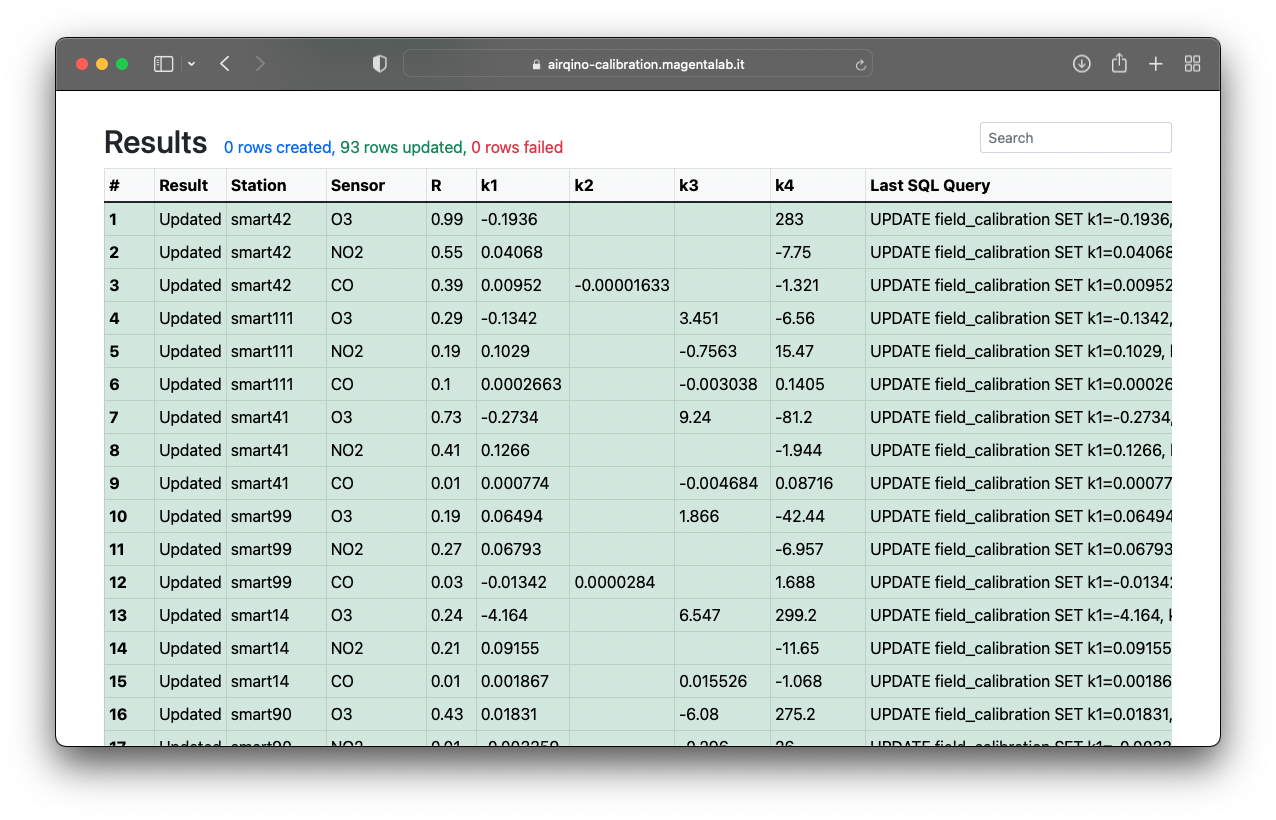 airqino-calibration.magentalab.it
Results 0 rows created, 93 rows updated, 0 rows failed Search
# Result Station Sensor R k1 k2 k3 k4 Last SQL Query
1 Updated smart42 O3 0.99 -0.1936 283 UPDATE field_calibration SET k1=-0.1936,
2 Updated smart42 NO2 0.55 0.04068 -7.75 UPDATE field_calibration SET k1=0.04068
3 Updated smart42 CO 0.39 0.00952 -0.00001633 -1.321 UPDATE field_calibration SET k1=0.00952
4 Updated smart111 O3 0.29 -0.1342 3.451 -6.56 UPDATE field_calibration SET k1=-0.1342,
5 Updated smart111 NO2 0.19 0.1029 -0.7563 15.47 UPDATE field_calibration SET k1=0.1029,
6 Updated smart111 CO 0.1 0.0002663 -0.003038 0.1405 UPDATE field_calibration SET k1=0.00026
7 Updated smart41 O3 0.73 -0.2734 9.24 -81.2 UPDATE field_calibration SET k1=-0.2734,
8 Updated smart41 NO2 0.41 0.1266 -1.944 UPDATE field_calibration SET k1=0.1266,
9 Updated smart41 CO 0.01 0.000774 -0.004684 0.08716 UPDATE field_calibration SET k1=0.00077
10 Updated smart99 O3 0.19 0.06494 1.866 -42.44 UPDATE field_calibration SET k1=0.06494
11 Updated smart99 NO2 0.27 0.06793 -6.957 UPDATE field_calibration SET k1=0.06793
12 Updated smart99 CO 0.03 -0.01342 0.0000284 1.688 UPDATE field_calibration SET k1=-0.01342
13 Updated smart14 O3 0.24 -4.164 6.547 299.2 UPDATE field_calibration SET k1=-4.164,
14 Updated smart14 NO2 0.21 0.09155 -11.65 UPDATE field_calibration SET k1=0.09155
15 Updated smart14 CO 0.01 0.001867 0.015526 -1.068 UPDATE field_calibration SET k1=0.00186
16 Updated smart90 O3 0.43 0.01831 -6.08 275.2 UPDATE field_calibration SET k1=0.01831,
17 Updated smart90 NO2 0.01